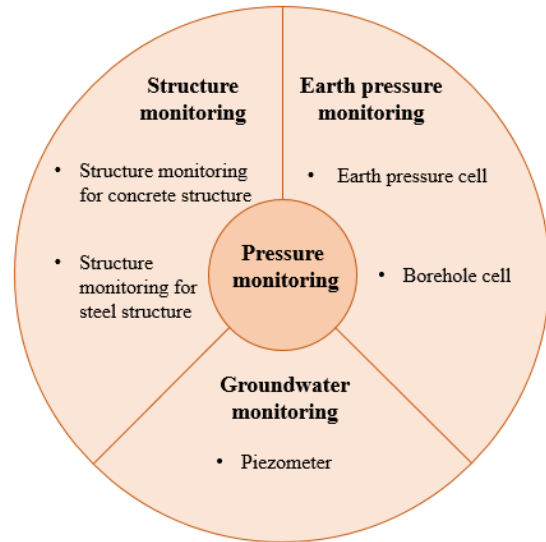 Structure
monitoring
• Structure monitoring
for concrete structure
• Structure
monitoring for
steel structure
Earth pressure
monitoring
• Earth pressure cell
• Borehole cell
Pressure
monitoring
Groundwater
monitoring
• Piezometer